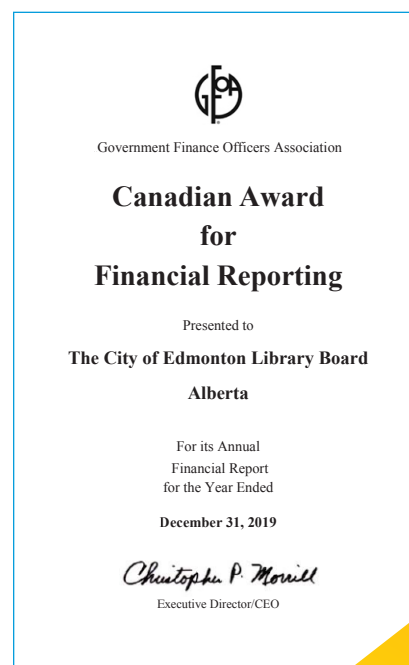 GFOA
Government Finance Officers Association
Canadian Award
for
Financial Reporting
Presented to
The City of Edmonton Library Board
Alberta
For its Annual
Financial Report
for the Year Ended
December 31, 2019
Christopher P. Morrill
Executive Director/CEO